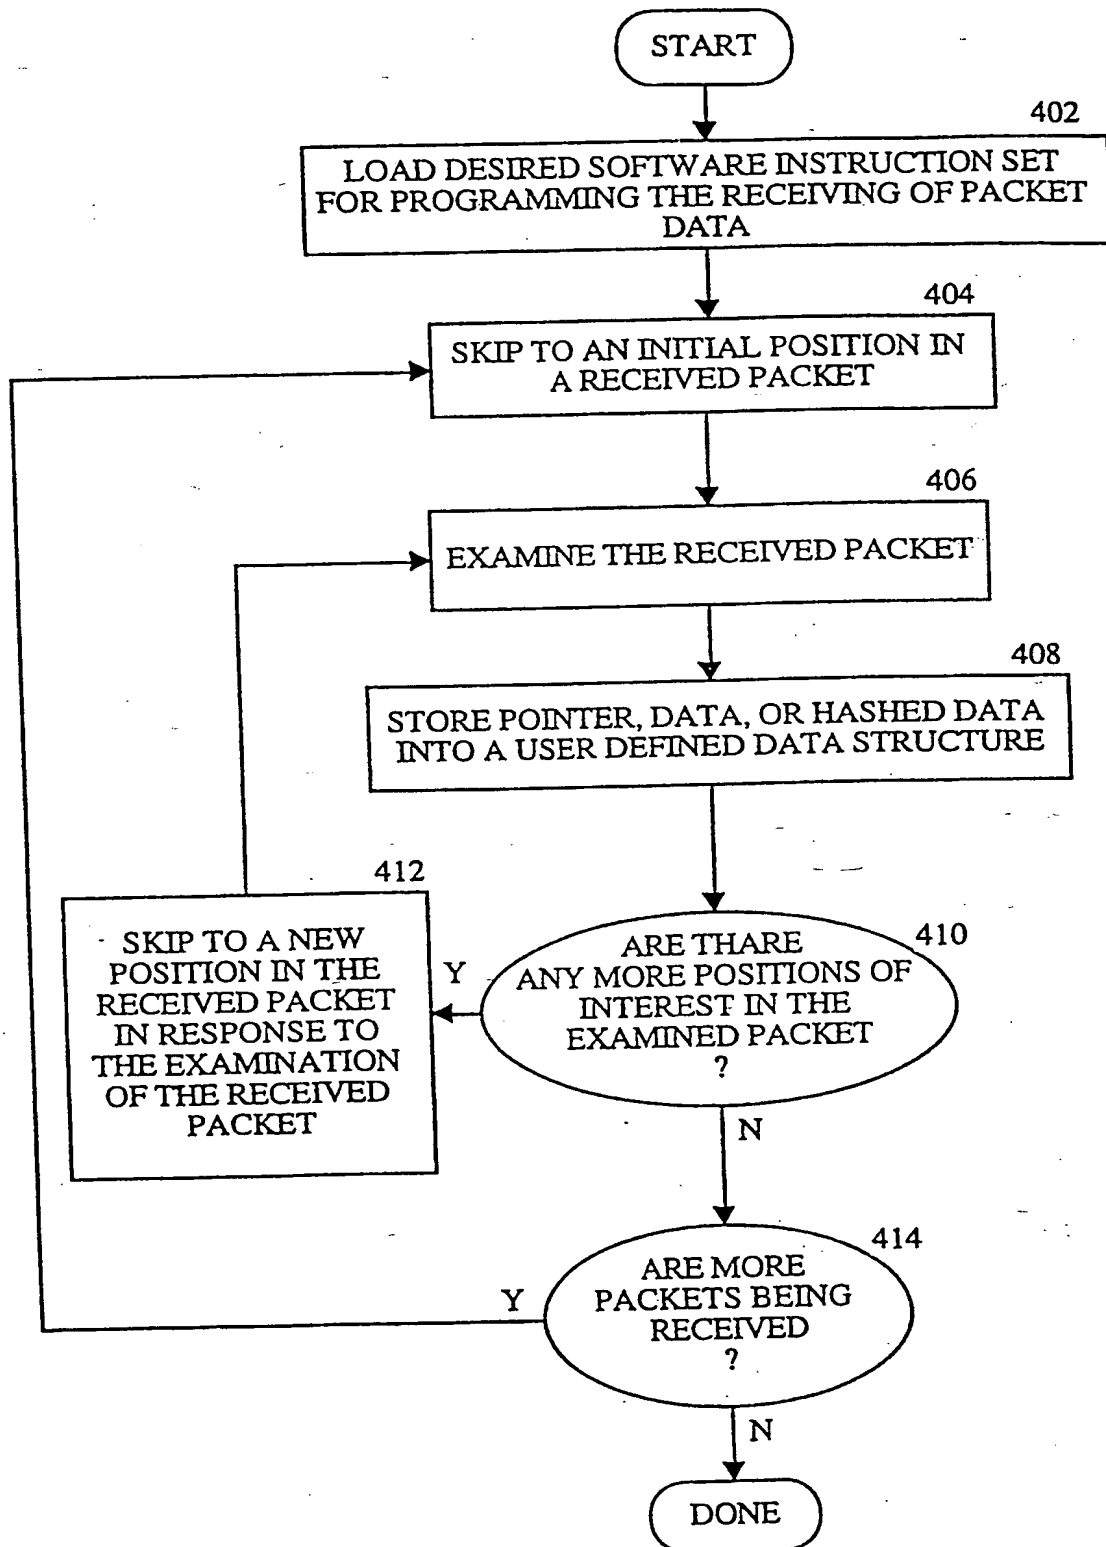 START
402
LOAD DESIRED SOFTWARE INSTRUCTION SET
FOR PROGRAMMING THE RECEIVING OF PACKET
DATA
404
SKIP TO AN INITIAL POSITION IN
A RECEIVED PACKET
406
EXAMINE THE RECEIVED PACKET
408
STORE POINTER, DATA, OR HASHED DATA
INTO A USER DEFINED DATA STRUCTURE
412
SKIP TO A NEW
POSITION IN THE
RECEIVED PACKET
IN RESPONSE TO
THE EXAMINATION
OF THE RECEIVED
PACKET
Y
410
ARE THARE
ANY MORE POSITIONS OF
INTEREST IN THE
EXAMINED PACKET
?
N
414
Y
ARE MORE
PACKETS BEING
RECEIVED
?
N
DONE